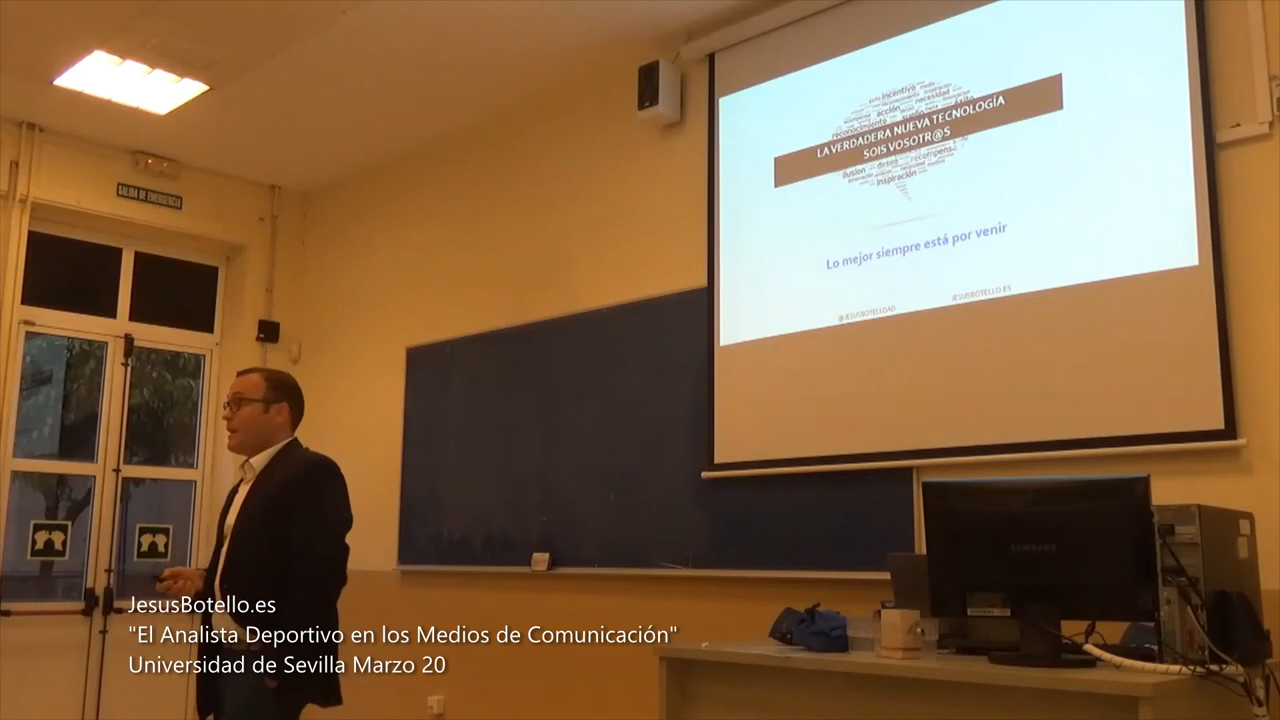 SALIDA DE EMERGENCIA
incentivo
acción
necesidad
reconocimiento
LA VERDADERA NUEVA TECNOLOGÍA
SOIS VOSOTR@S
ilusion deseo recompensa
inspiración
Lo mejor siempre está por venir
@JESUSBOTELLOAD
JESUSBOTELLO.ES
SAMSUNG
JesusBotello.es
"El Analista Deportivo en los Medios de Comunicación"
Universidad de Sevilla Marzo 20